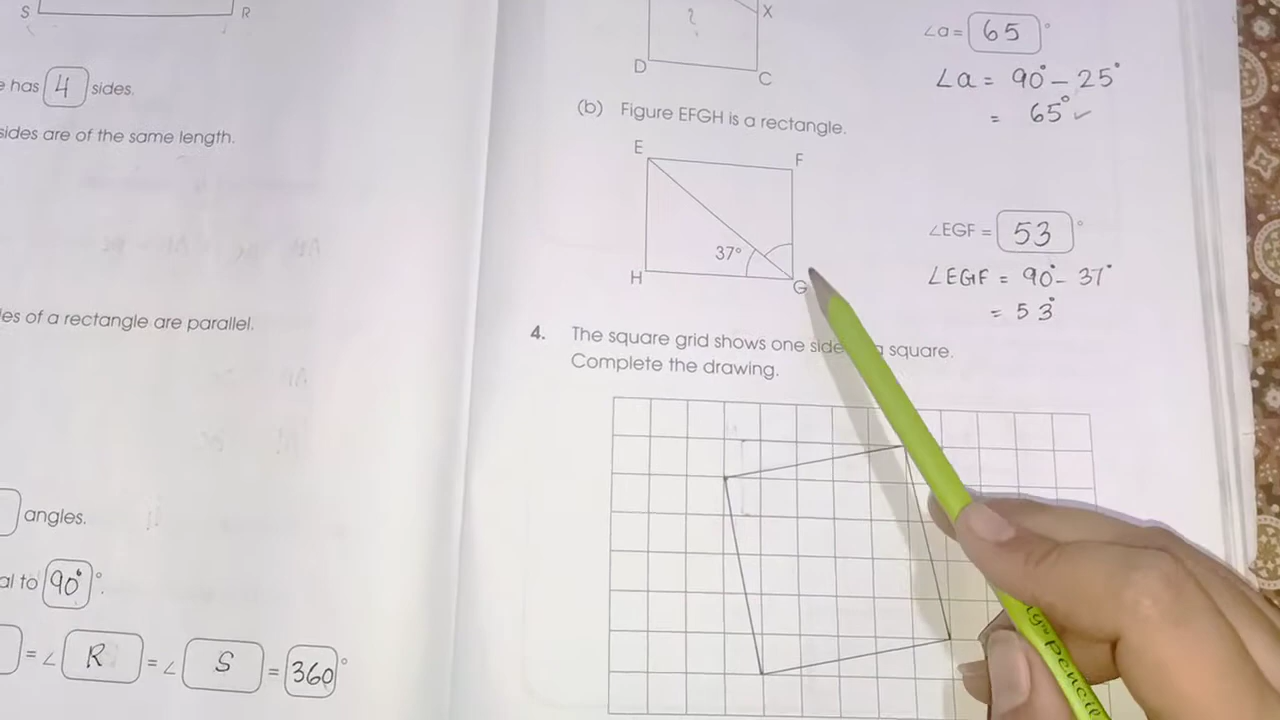 S R
e has 4 sides.
sides are of the same length.
les of a rectangle are parallel.
angles.
al to 90° °.
= ∠ R = ∠ S = 360 °
?
X
D
C
∠a = 65 °
∠a = 90° - 25°
= 65° ✓
(b) Figure EFGH is a rectangle.
E
F
37°
H
G
∠EGF = 53 °
∠EGF = 90° - 37°
= 53°
4. The square grid shows one side a square.
Complete the drawing.
pencil